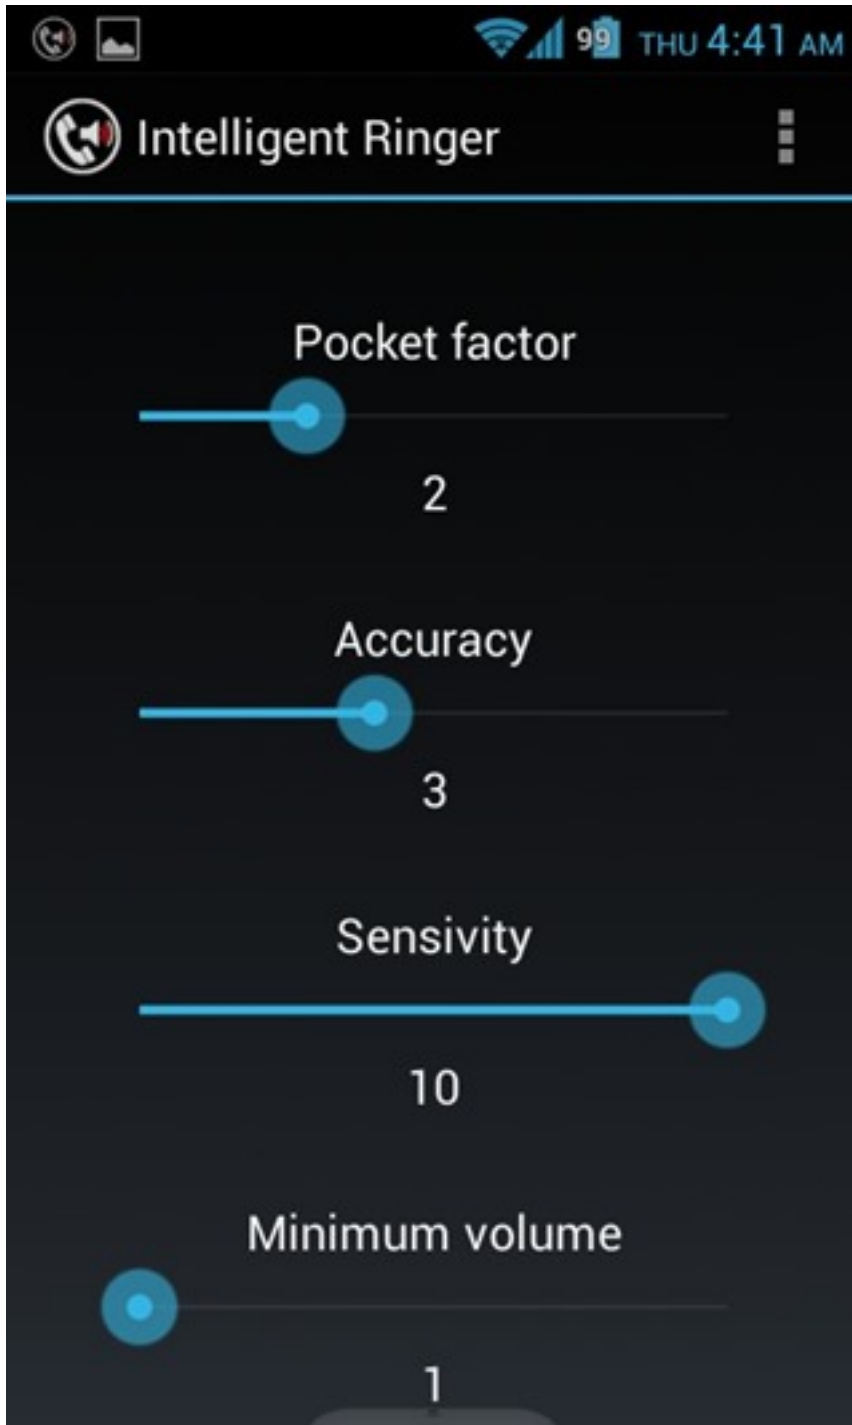 99 THU 4:41 AM
Intelligent Ringer
Pocket factor
2
Accuracy
3
Sensivity
10
Minimum volume
1